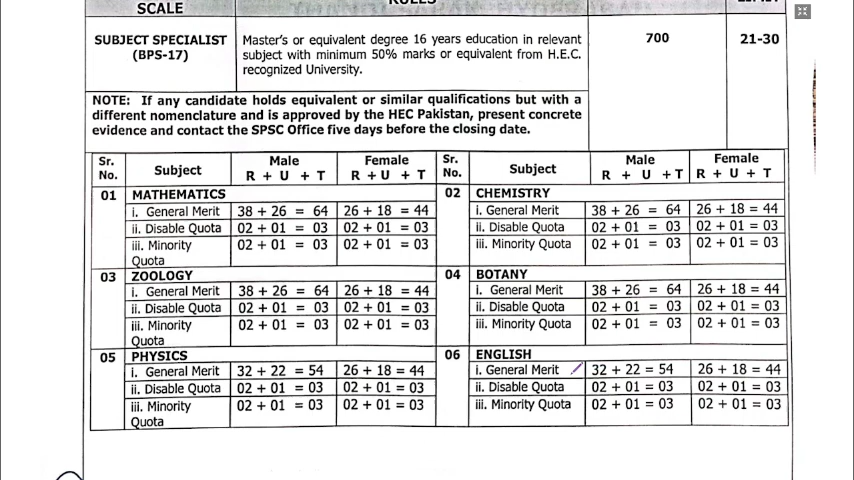 SCALE
RULES
SUBJECT SPECIALIST
(BPS-17)
Master's or equivalent degree 16 years education in relevant
subject with minimum 50% marks or equivalent from H.E.C.
recognized University.
700
21-30
NOTE: If any candidate holds equivalent or similar qualifications but with a
different nomenclature and is approved by the HEC Pakistan, present concrete
evidence and contact the SPSC Office five days before the closing date.
Sr. No. Subject Male R + U + T Female R + U + T Sr. No. Subject Male R + U + T Female R + U + T
01 MATHEMATICS 02 CHEMISTRY
i. General Merit 38 + 26 = 64 26 + 18 = 44 i. General Merit 38 + 26 = 64 26 + 18 = 44
ii. Disable Quota 02 + 01 = 03 02 + 01 = 03 ii. Disable Quota 02 + 01 = 03 02 + 01 = 03
iii. Minority Quota 02 + 01 = 03 02 + 01 = 03 iii. Minority Quota 02 + 01 = 03 02 + 01 = 03
03 ZOOLOGY 04 BOTANY
i. General Merit 38 + 26 = 64 26 + 18 = 44 i. General Merit 38 + 26 = 64 26 + 18 = 44
ii. Disable Quota 02 + 01 = 03 02 + 01 = 03 ii. Disable Quota 02 + 01 = 03 02 + 01 = 03
iii. Minority Quota 02 + 01 = 03 02 + 01 = 03 iii. Minority Quota 02 + 01 = 03 02 + 01 = 03
05 PHYSICS 06 ENGLISH
i. General Merit 32 + 22 = 54 26 + 18 = 44 i. General Merit 32 + 22 = 54 26 + 18 = 44
ii. Disable Quota 02 + 01 = 03 02 + 01 = 03 ii. Disable Quota 02 + 01 = 03 02 + 01 = 03
iii. Minority Quota 02 + 01 = 03 02 + 01 = 03 iii. Minority Quota 02 + 01 = 03 02 + 01 = 03